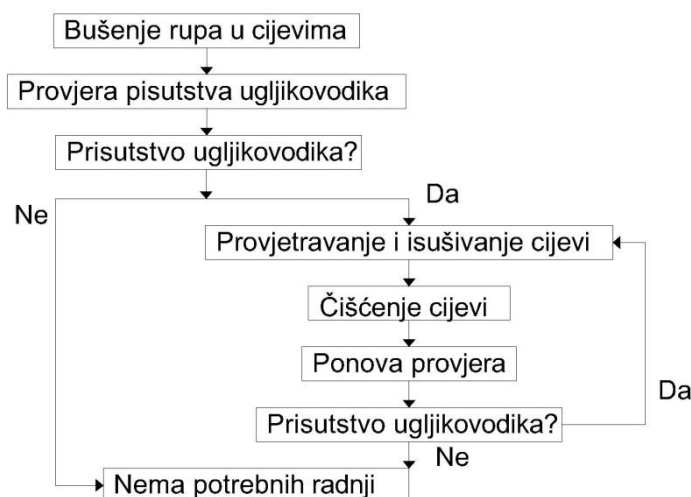 Bušenje rupa u cijevima
Provjera pisutstva ugljikovodika
Prisutstvo ugljikovodika?
Ne
Da
Provjetravanje i isušivanje cijevi
Čišćenje cijevi
Ponova provjera
Prisutstvo ugljikovodika?
Da
Ne
Nema potrebnih radnji